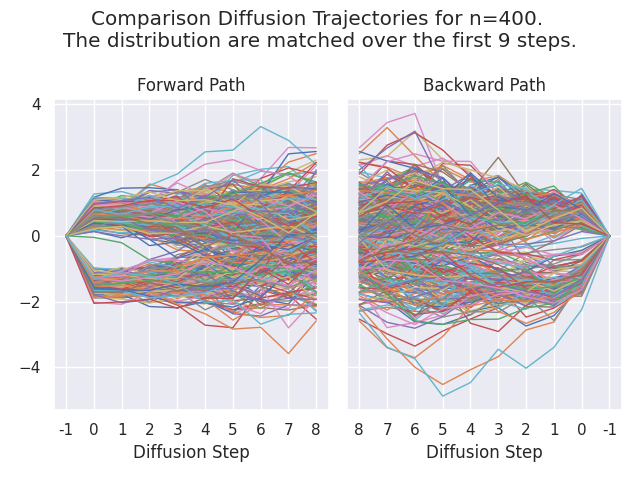 Comparison Diffusion Trajectories for n=400.
The distribution are matched over the first 9 steps.
Forward Path
Backward Path
4
2
0
−2
−4
-1 0 1 2 3 4 5 6 7 8
8 7 6 5 4 3 2 1 0 -1
Diffusion Step
Diffusion Step